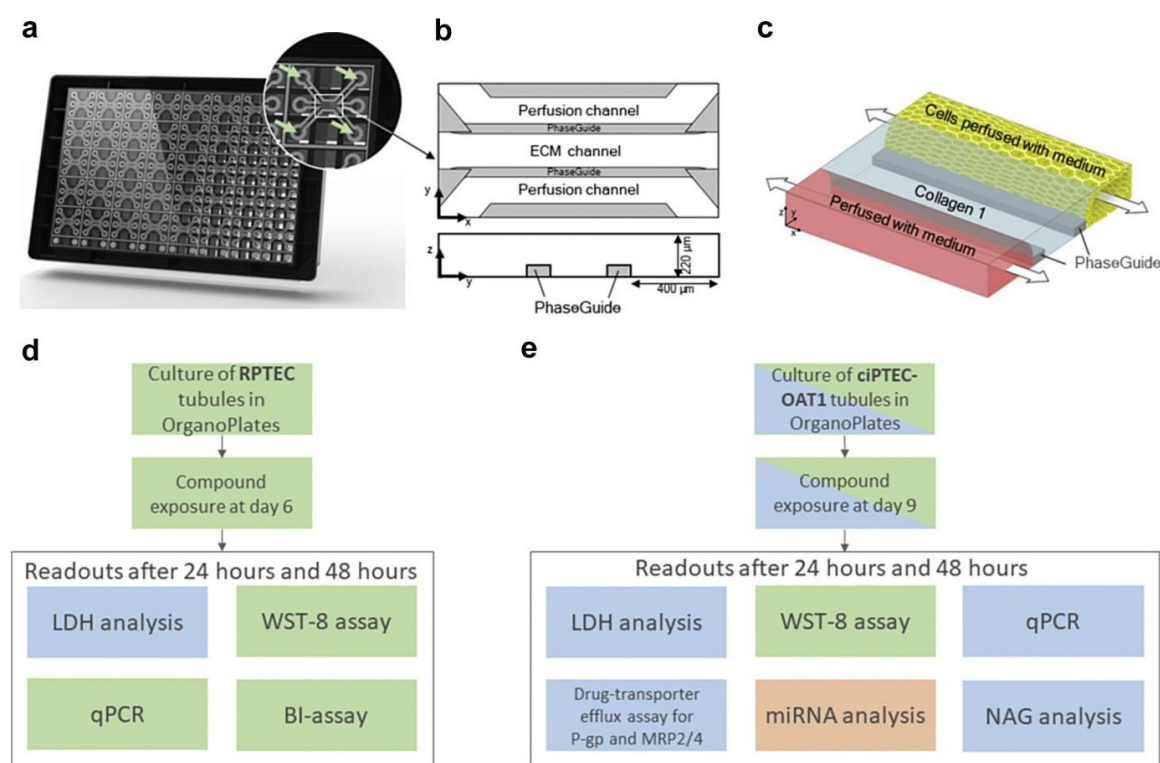 a
b
c
Perfusion channel
PhaseGuide
ECM channel
PhaseGuide
Perfusion channel
y
x
z
y
220 µm
400 µm
PhaseGuide
Cells perfused with medium
Collagen 1
Perfused with medium
z
y
x
PhaseGuide
d
Culture of RPTEC
tubules in
OrganoPlates
Compound
exposure at day 6
Readouts after 24 hours and 48 hours
LDH analysis
WST-8 assay
qPCR
BI-assay
e
Culture of ciPTEC-
OAT1 tubules in
OrganoPlates
Compound
exposure at day 9
Readouts after 24 hours and 48 hours
LDH analysis
WST-8 assay
qPCR
Drug-transporter
efflux assay for
P-gp and MRP2/4
miRNA analysis
NAG analysis